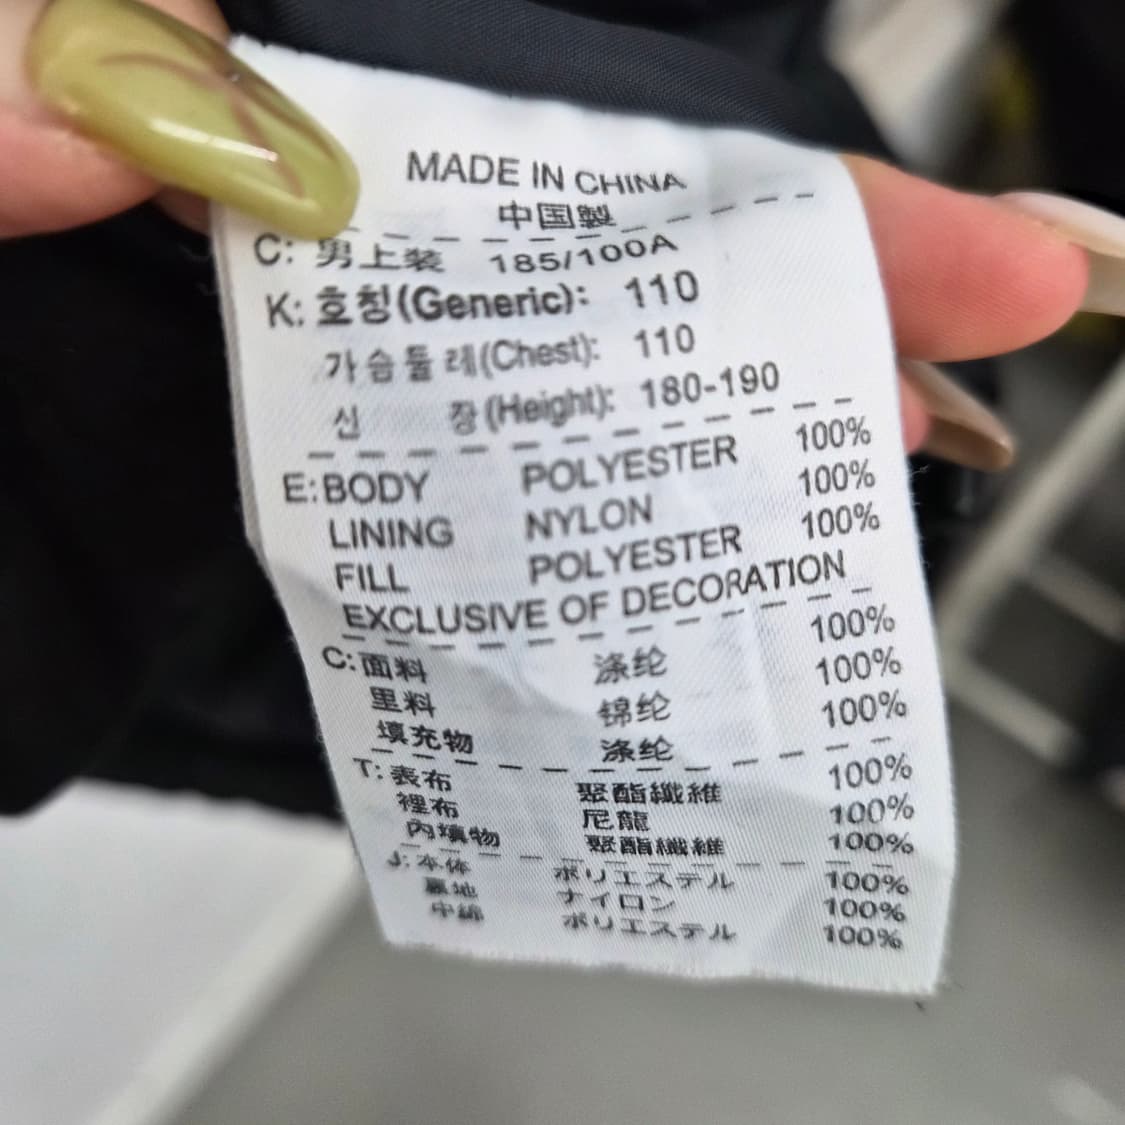 MADE IN CHINA
中国製
C: 男上装 185/100A
K: 호칭(Generic): 110
가슴둘레(Chest): 110
신 장(Height): 180-190
E: BODY POLYESTER 100%
LINING NYLON 100%
FILL POLYESTER 100%
EXCLUSIVE OF DECORATION
C: 面料 涤纶 100%
里料 锦纶 100%
填充物 涤纶 100%
T: 表布 聚酯纖維 100%
裡布 尼龍 100%
內填物 聚酯纖維 100%
J: 本体 ポリエステル 100%
裏地 ナイロン 100%
中綿 ポリエステル 100%